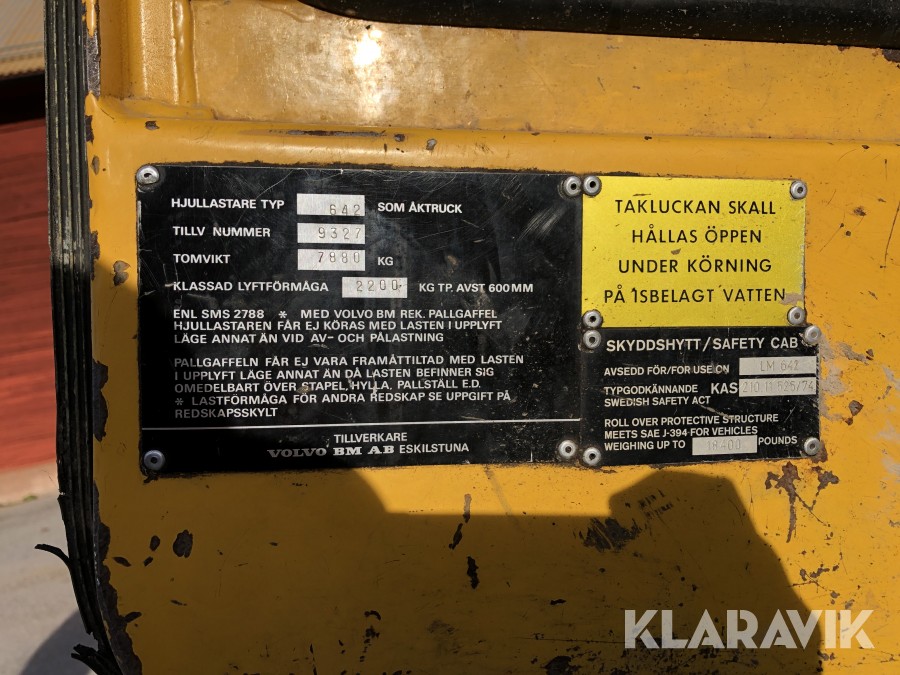 HJULLASTARE TYP 642 SOM ÅKTRUCK
TILLV NUMMER 9327
TOMVIKT 7880 KG
KLASSAD LYFTFÖRMÅGA 2200 KG TP. AVST 600 MM
ENL SMS 2788 * MED VOLVO BM REK. PALLGAFFEL
HJULLASTAREN FÅR EJ KÖRAS MED LASTEN I UPPLYFT
LÄGE ANNAT ÄN VID AV- OCH PÅLASTNING
PALLGAFFELN FÅR EJ VARA FRAMÅTTILTAD MED LASTEN
I UPPLYFT LÄGE ANNAT ÄN DÅ LASTEN BEFINNER SIG
OMEDELBART ÖVER STAPEL, HYLLA, PALLSTÄLL E.D.
* LASTFÖRMÅGA FÖR ANDRA REDSKAP SE UPPGIFT PÅ
REDSKAPSSKYLT
TILLVERKARE
VOLVO BM AB ESKILSTUNA
TAKLUCKAN SKALL
HÅLLAS ÖPPEN
UNDER KÖRNING
PÅ ISBELAGT VATTEN
SKYDDSHYTT/SAFETY CAB
AVSEDD FÖR/FOR USE ON LM 642
TYPGODKÄNNANDE KAS 210.11 525/74
SWEDISH SAFETY ACT
ROLL OVER PROTECTIVE STRUCTURE
MEETS SAE J-394 FOR VEHICLES
WEIGHING UP TO 18400 POUNDS
KLARAVIK